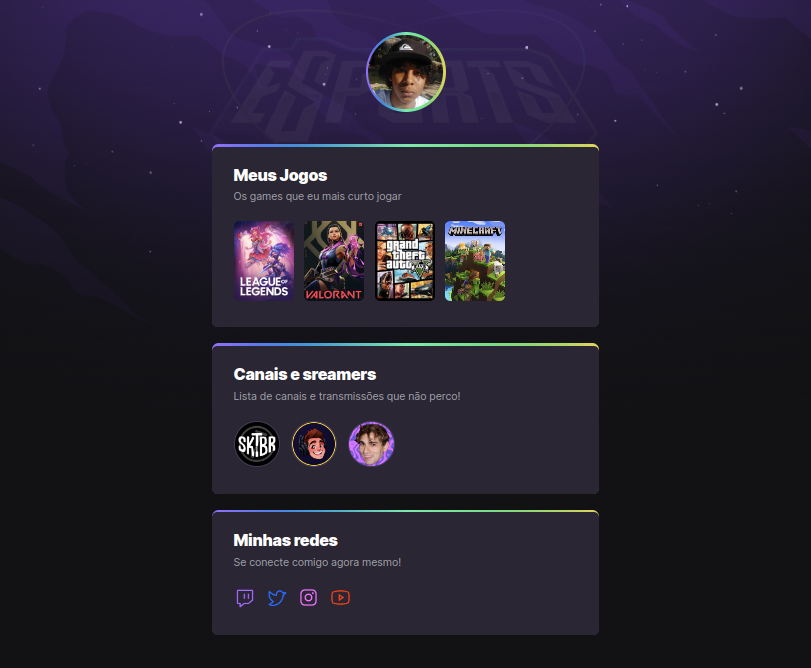 ESPORTS
Meus Jogos
Os games que eu mais curto jogar
LEAGUE OF
LEGENDS
VALORANT
grand
theft
auto
V
MINECRAFT
Canais e sreamers
Lista de canais e transmissões que não perco!
SKTBR
Minhas redes
Se conecte comigo agora mesmo!